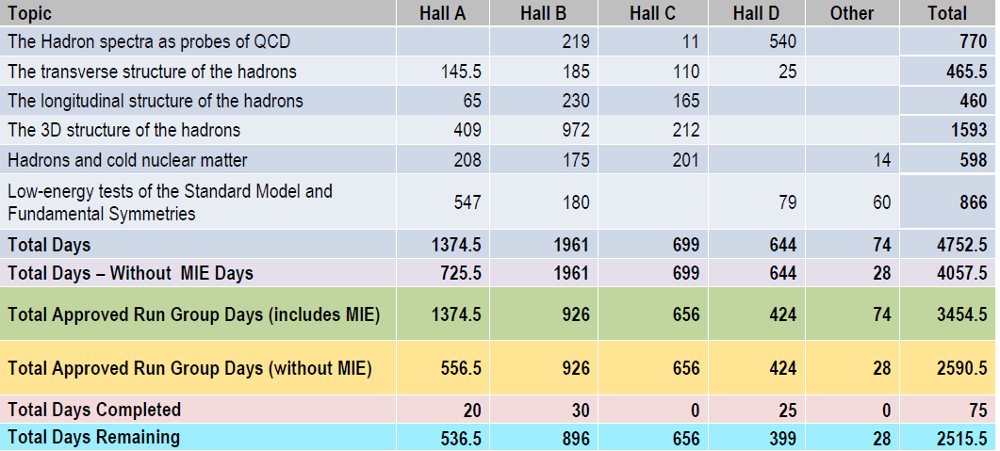 Topic Hall A Hall B Hall C Hall D Other Total
The Hadron spectra as probes of QCD 219 11 540 770
The transverse structure of the hadrons 145.5 185 110 25 465.5
The longitudinal structure of the hadrons 65 230 165 460
The 3D structure of the hadrons 409 972 212 1593
Hadrons and cold nuclear matter 208 175 201 14 598
Low-energy tests of the Standard Model and
Fundamental Symmetries 547 180 79 60 866
Total Days 1374.5 1961 699 644 74 4752.5
Total Days – Without MIE Days 725.5 1961 699 644 28 4057.5
Total Approved Run Group Days (includes MIE) 1374.5 926 656 424 74 3454.5
Total Approved Run Group Days (without MIE) 556.5 926 656 424 28 2590.5
Total Days Completed 20 30 0 25 0 75
Total Days Remaining 536.5 896 656 399 28 2515.5